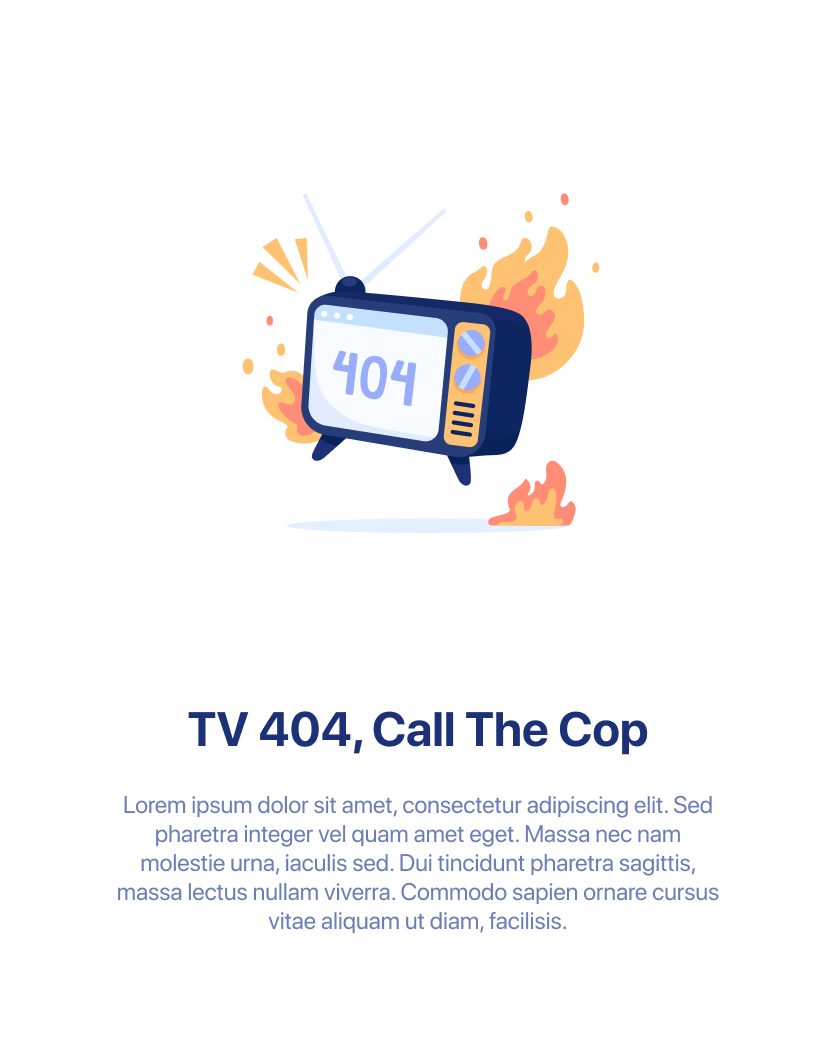 404
TV 404, Call The Cop
Lorem ipsum dolor sit amet, consectetur adipiscing elit. Sed
pharetra integer vel quam amet eget. Massa nec nam
molestie urna, iaculis sed. Dui tincidunt pharetra sagittis,
massa lectus nullam viverra. Commodo sapien ornare cursus
vitae aliquam ut diam, facilisis.